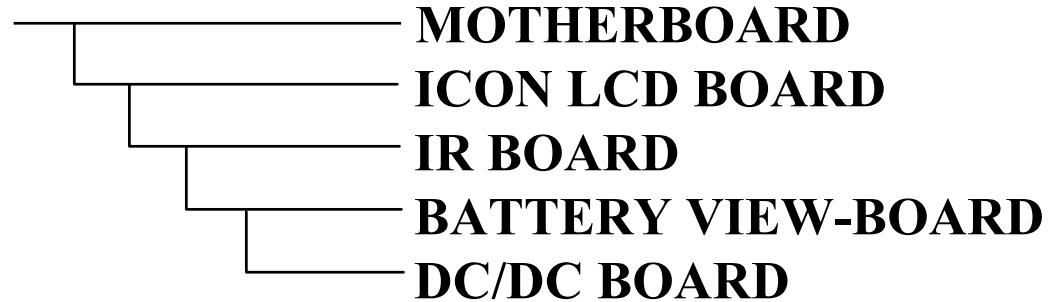 MOTHERBOARD
ICON LCD BOARD
IR BOARD
BATTERY VIEW-BOARD
DC/DC BOARD